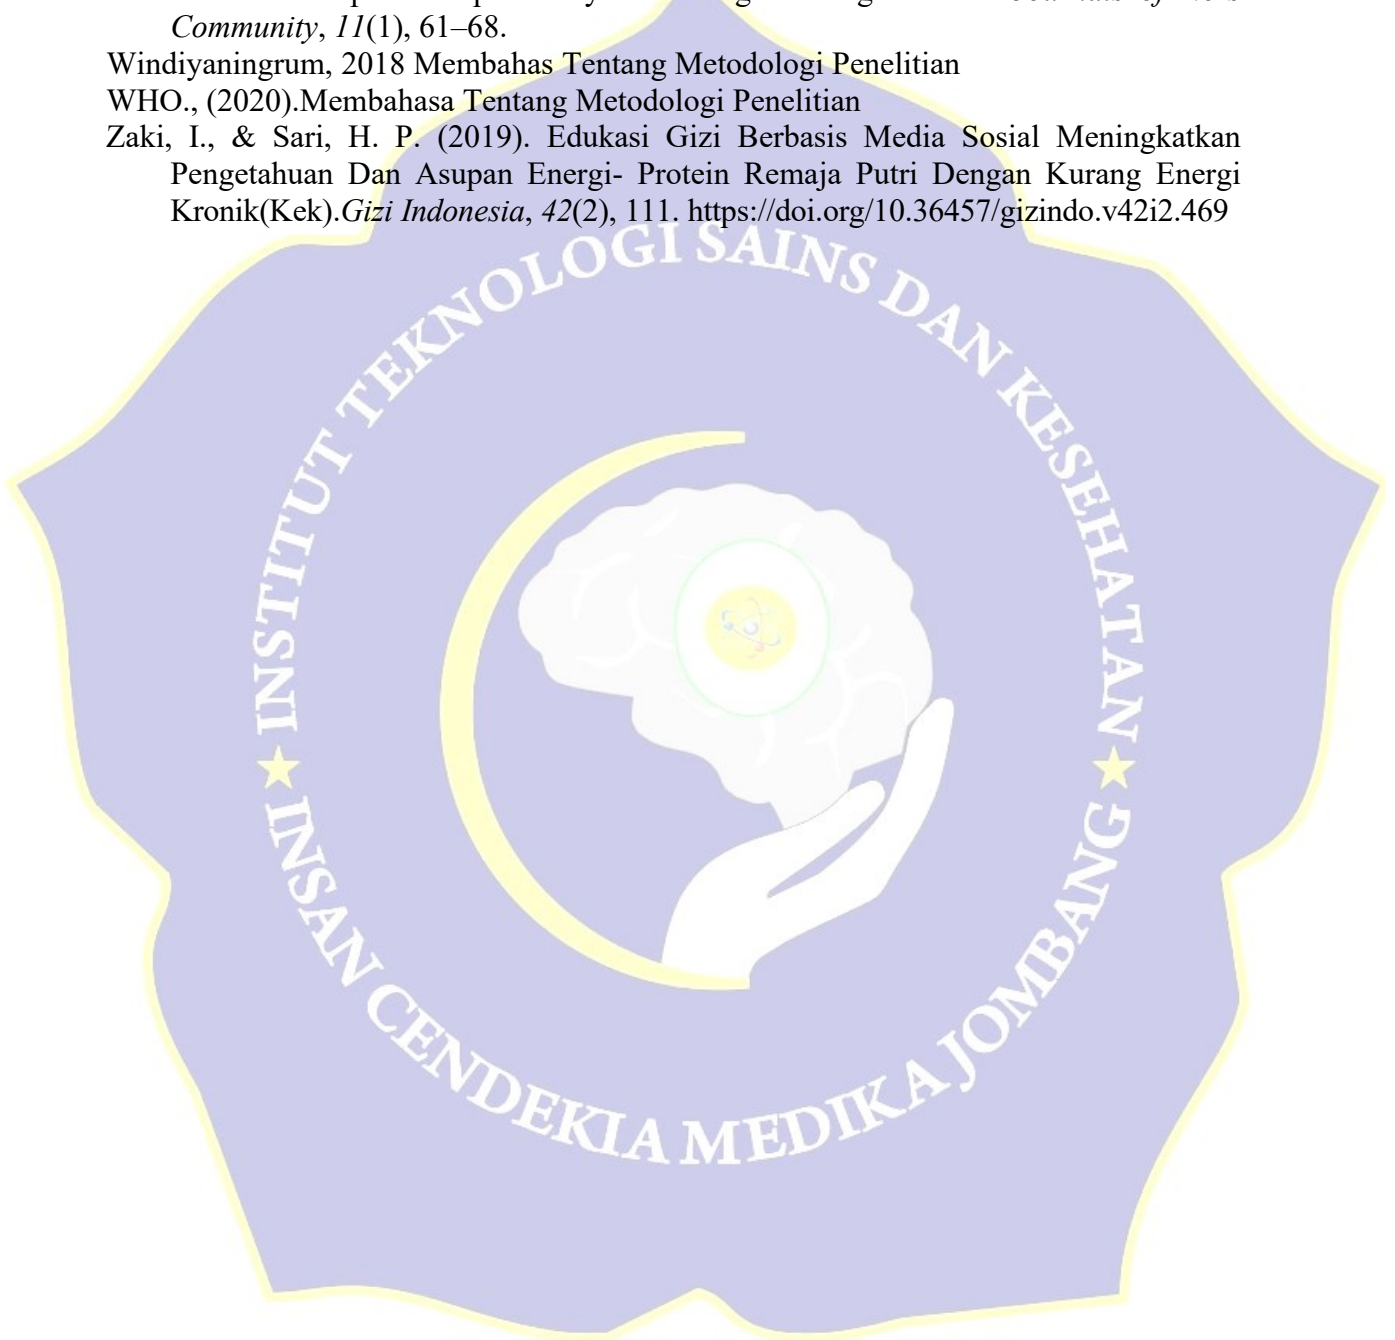 Community, 11(1), 61–68.
Windiyaningrum, 2018 Membahas Tentang Metodologi Penelitian
WHO., (2020).Membahasa Tentang Metodologi Penelitian
Zaki, I., & Sari, H. P. (2019). Edukasi Gizi Berbasis Media Sosial Meningkatkan
Pengetahuan Dan Asupan Energi- Protein Remaja Putri Dengan Kurang Energi
Kronik(Kek).Gizi Indonesia, 42(2), 111. https://doi.org/10.36457/gizindo.v42i2.469
INSTITUT TEKNOLOGI SAINS DAN KESEHATAN
INSAN CENDEKIA MEDIKA JOMBANG